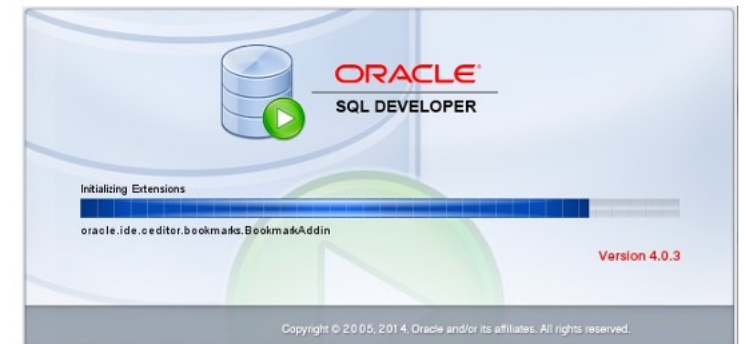 ORACLE
SQL DEVELOPER
Initializing Extensions
oracle.ide.ceditor.bookmarks.BookmarkAddin
Version 4.0.3
Copyright © 2005, 2014, Oracle and/or its affiliates. All rights reserved.